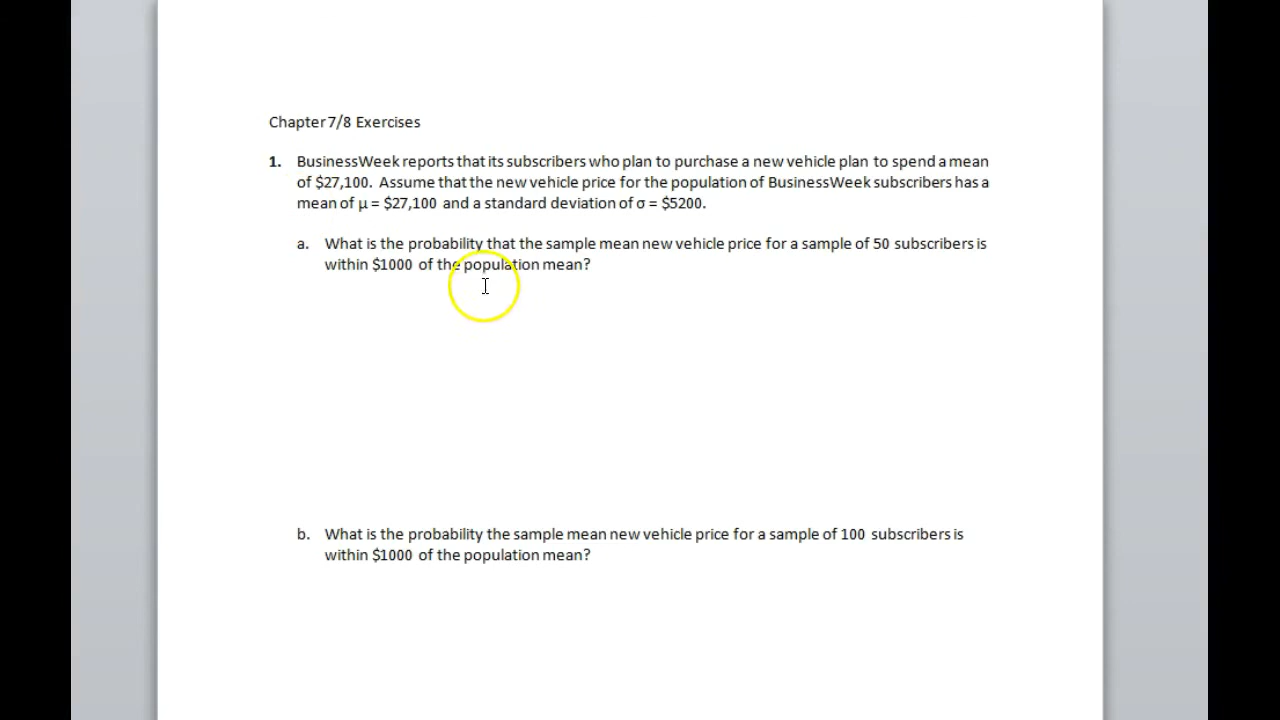 Chapter 7/8 Exercises
1. BusinessWeek reports that its subscribers who plan to purchase a new vehicle plan to spend a mean
of $27,100. Assume that the new vehicle price for the population of BusinessWeek subscribers has a
mean of μ = $27,100 and a standard deviation of σ = $5200.
a. What is the probability that the sample mean new vehicle price for a sample of 50 subscribers is
within $1000 of the population mean?
b. What is the probability the sample mean new vehicle price for a sample of 100 subscribers is
within $1000 of the population mean?